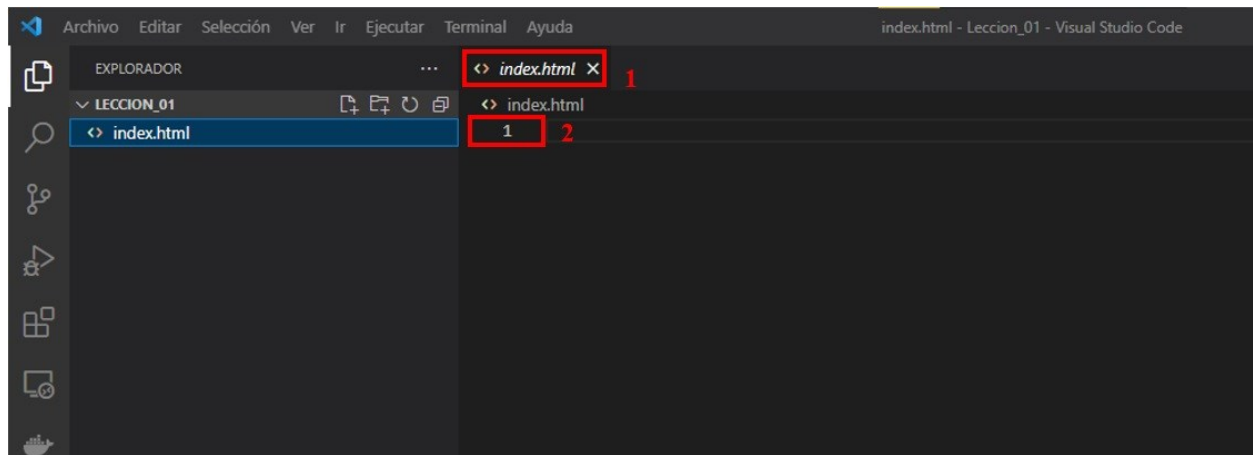 Archivo Editar Selección Ver Ir Ejecutar Terminal Ayuda
index.html - Leccion_01 - Visual Studio Code
EXPLORADOR
···
index.html
1
LECCION_01
index.html
index.html
1
2